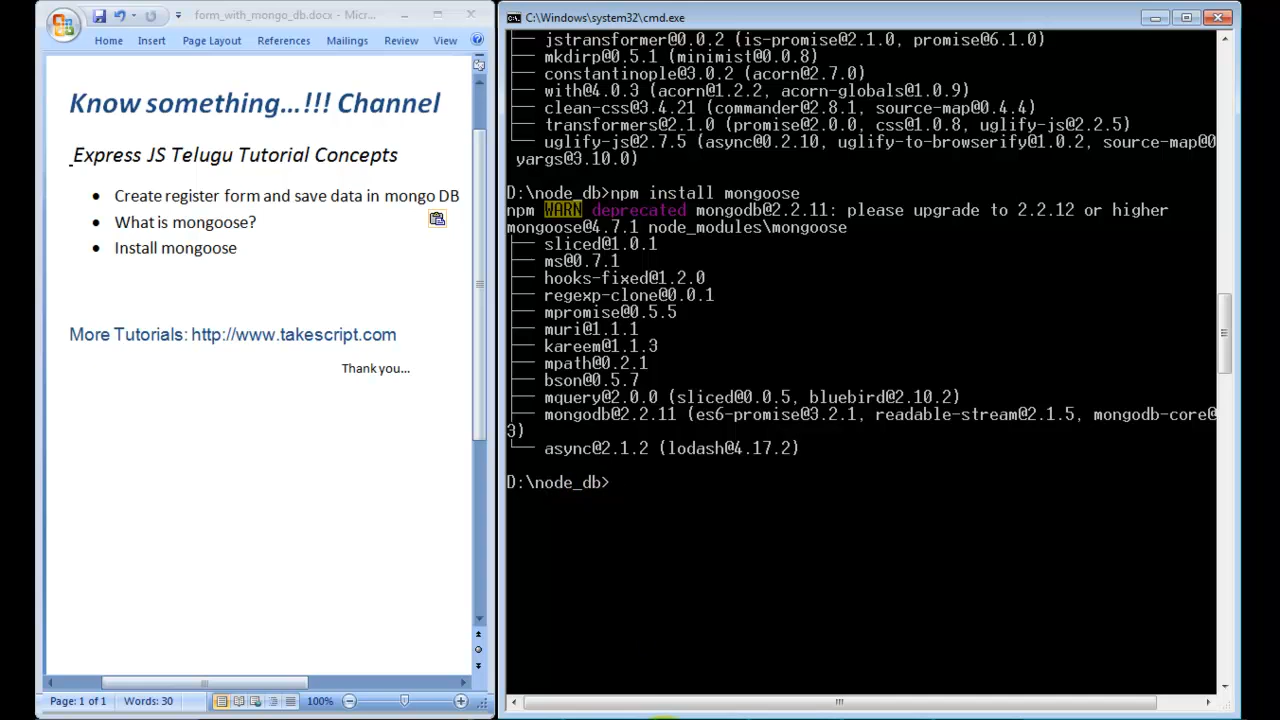 form_with_mongo_db.docx - Micr...
Home Insert Page Layout References Mailings Review View
Know something...!!! Channel
Express JS Telugu Tutorial Concepts
• Create register form and save data in mongo DB
• What is mongoose?
• Install mongoose
More Tutorials: http://www.takescript.com
Thank you...
Page: 1 of 1 Words: 30 100%
C:\Windows\system32\cmd.exe
├── jstransformer@0.0.2 (is-promise@2.1.0, promise@6.1.0)
├── mkdirp@0.5.1 (minimist@0.0.8)
├── constantinople@3.0.2 (acorn@2.7.0)
├── with@4.0.3 (acorn@1.2.2, acorn-globals@1.0.9)
├── clean-css@3.4.21 (commander@2.8.1, source-map@0.4.4)
├── transformers@2.1.0 (promise@2.0.0, css@1.0.8, uglify-js@2.2.5)
└── uglify-js@2.7.5 (async@0.2.10, uglify-to-browserify@1.0.2, source-map@0
yargs@3.10.0)
D:\node_db>npm install mongoose
npm WARN deprecated mongodb@2.2.11: please upgrade to 2.2.12 or higher
mongoose@4.7.1 node_modules\mongoose
├── sliced@1.0.1
├── ms@0.7.1
├── hooks-fixed@1.2.0
├── regexp-clone@0.0.1
├── mpromise@0.5.5
├── muri@1.1.1
├── kareem@1.1.3
├── mpath@0.2.1
├── bson@0.5.7
├── mquery@2.0.0 (sliced@0.0.5, bluebird@2.10.2)
├── mongodb@2.2.11 (es6-promise@3.2.1, readable-stream@2.1.5, mongodb-core@
3)
└── async@2.1.2 (lodash@4.17.2)
D:\node_db>